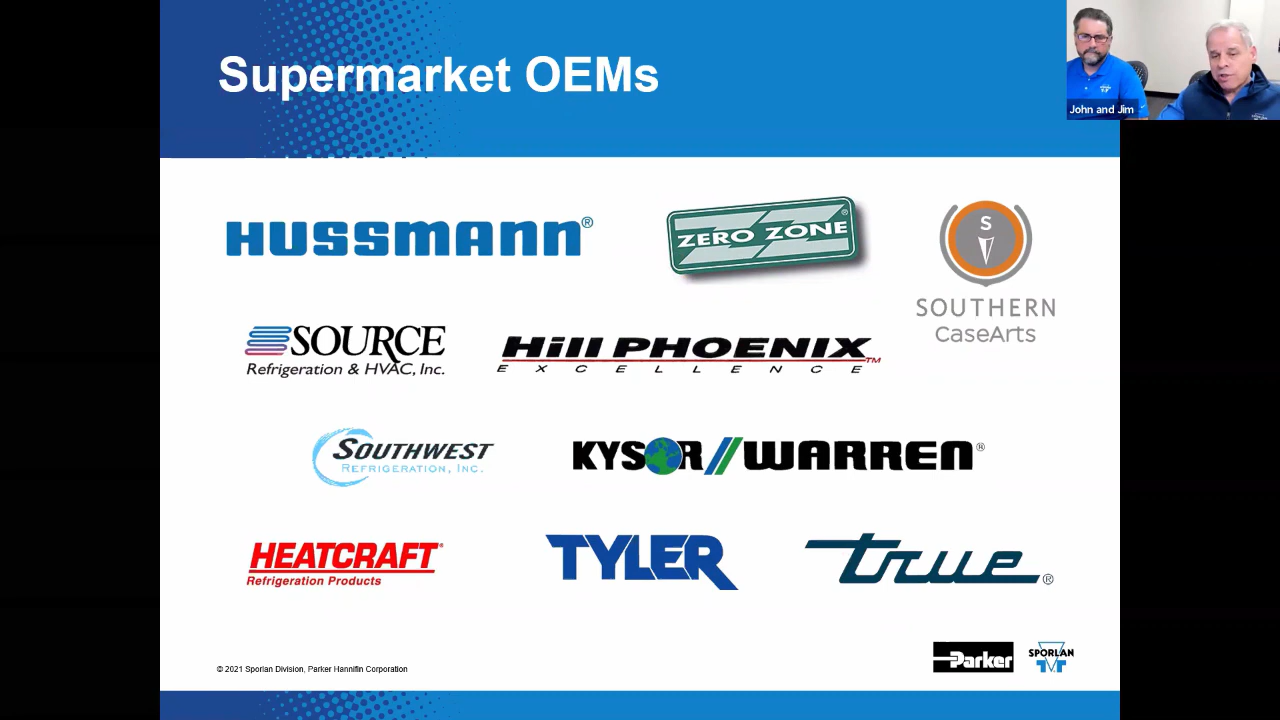 Supermarket OEMs
John and Jim
HUSSMANN®
ZERO ZONE®
S
SOUTHERN
CaseArts
SOURCE
Refrigeration & HVAC, Inc.
Hill PHOENIX™
EXCELLENCE
SOUTHWEST
REFRIGERATION, INC.
KYSOR//WARREN®
HEATCRAFT®
Refrigeration Products
TYLER
true®
© 2021 Sporlan Division, Parker Hannifin Corporation
Parker
SPORLAN